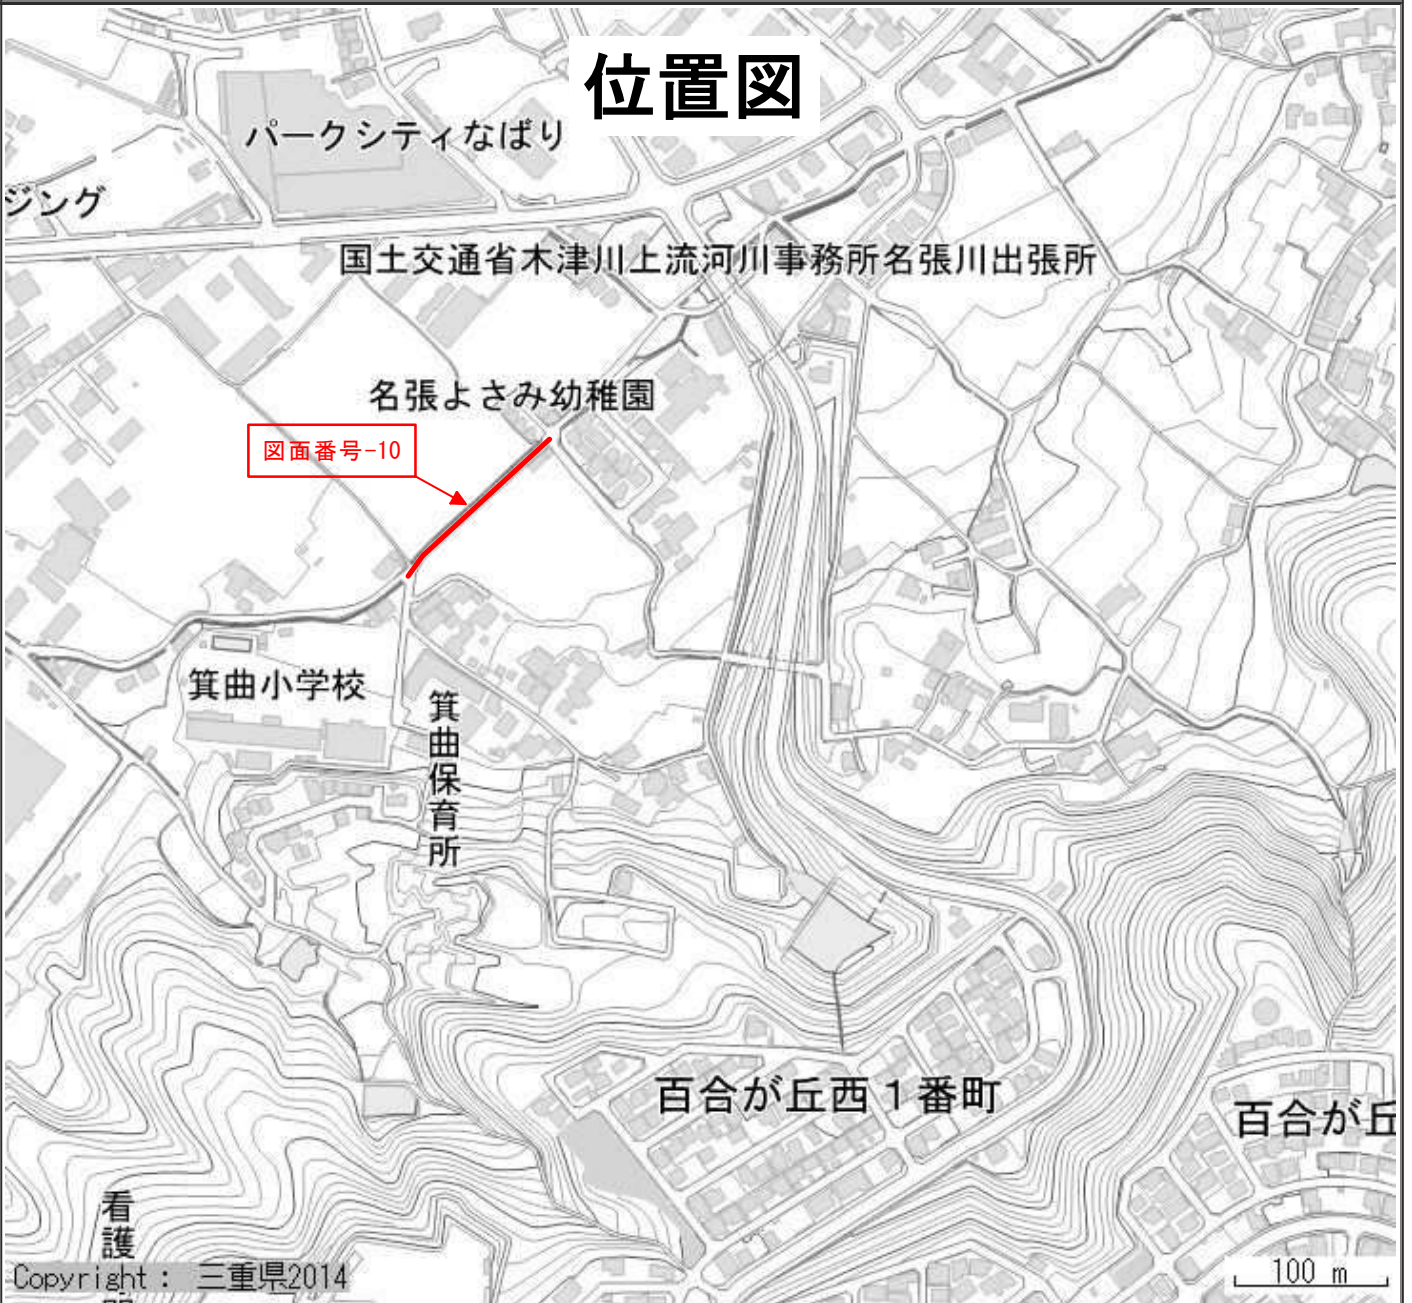 位置図
パークシティなばり
ジング
国土交通省木津川上流河川事務所名張川出張所
名張よさみ幼稚園
図面番号-10
箕曲小学校
箕曲保育所
百合が丘西1番町
百合が丘
看護
Copyright : 三重県2014
100 m